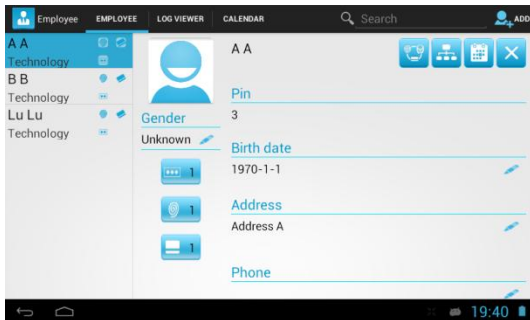 Employee EMPLOYEE LOG VIEWER CALENDAR Search ADD
A A
Technology
B B
Technology
Lu Lu
Technology
Gender
Unknown
1
1
1
A A
Pin
3
Birth date
1970-1-1
Address
Address A
Phone
19:40